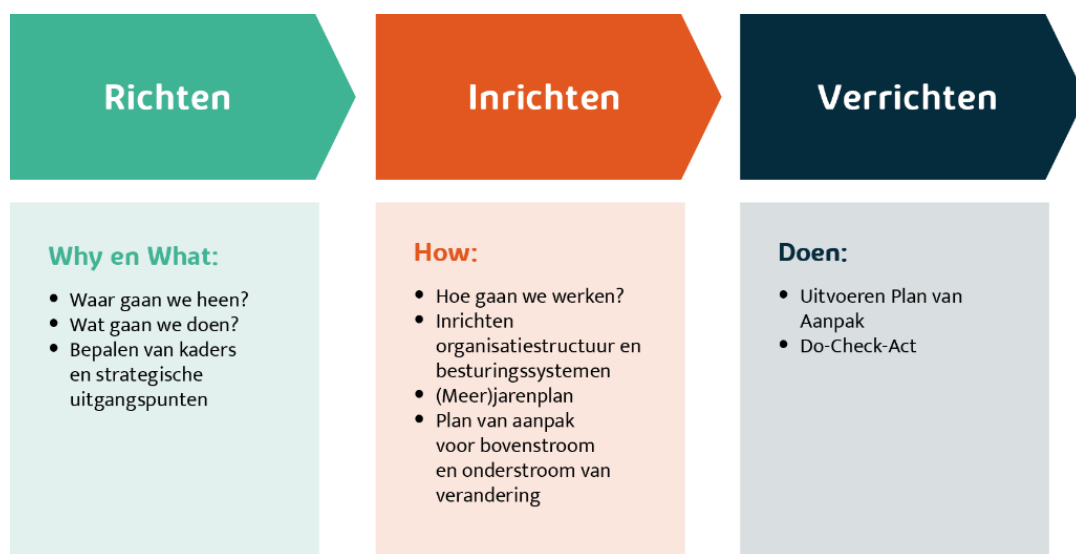 Richten
Inrichten
Verrichten
Why en What:
• Waar gaan we heen?
• Wat gaan we doen?
• Bepalen van kaders
en strategische
uitgangspunten
How:
• Hoe gaan we werken?
• Inrichten
organisatiestructuur en
besturingssystemen
• (Meer)jarenplan
• Plan van aanpak
voor bovenstroom
en onderstroom van
verandering
Doen:
• Uitvoeren Plan van
Aanpak
• Do-Check-Act